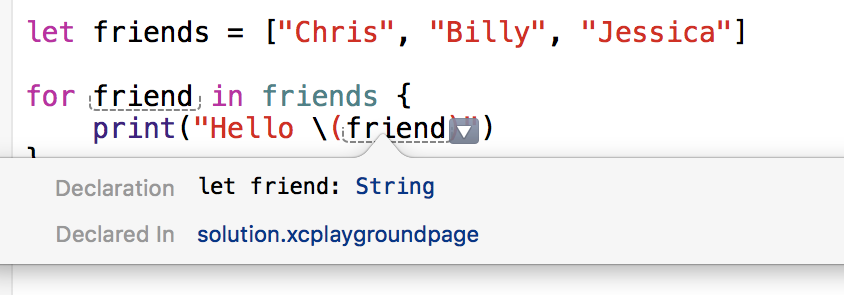 let friends = ["Chris", "Billy", "Jessica"]
for friend in friends {
print("Hello \(friend)")
}
Declaration let friend: String
Declared In solution.xcplaygroundpage